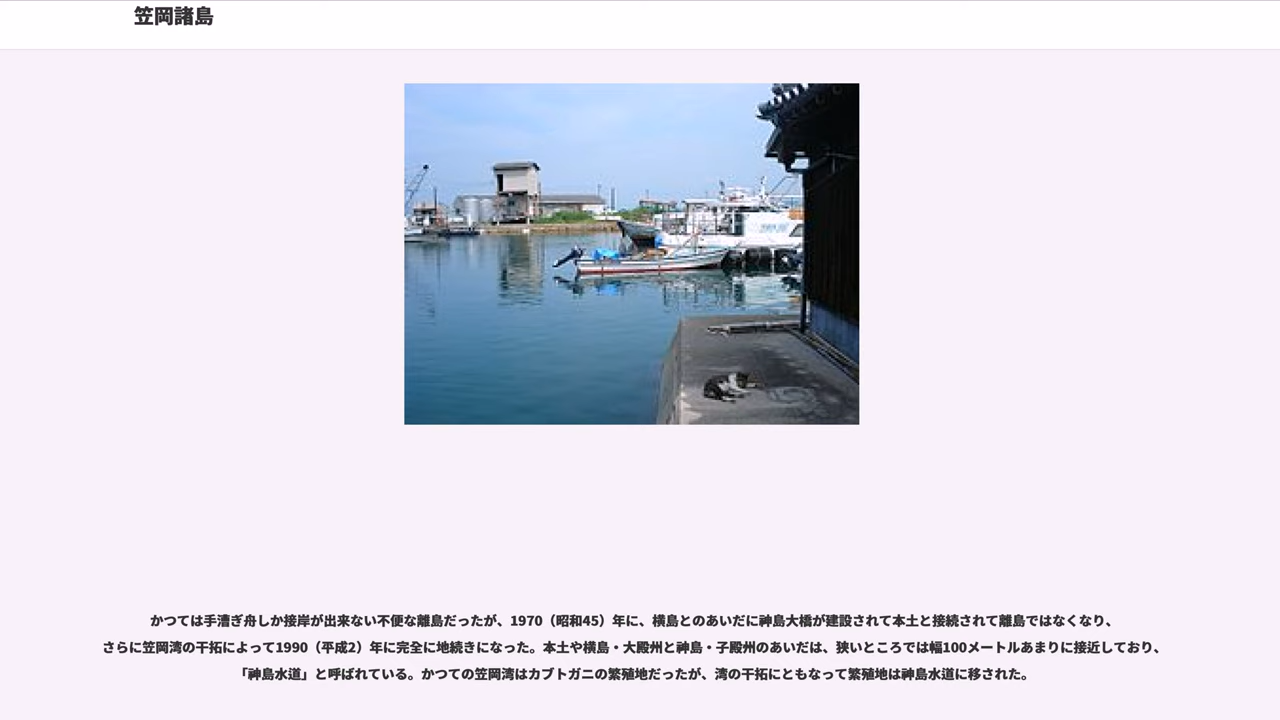 笠岡諸島
かつては手漕ぎ舟しか接岸が出来ない不便な離島だったが、1970（昭和45）年に、横島とのあいだに神島大橋が建設されて本土と接続されて離島ではなくなり、
さらに笠岡湾の干拓によって1990（平成2）年に完全に地続きになった。本土や横島・大殿州と神島・子殿州のあいだは、狭いところでは幅100メートルあまりに接近しており、
「神島水道」と呼ばれている。かつての笠岡湾はカブトガニの繁殖地だったが、湾の干拓にともなって繁殖地は神島水道に移された。